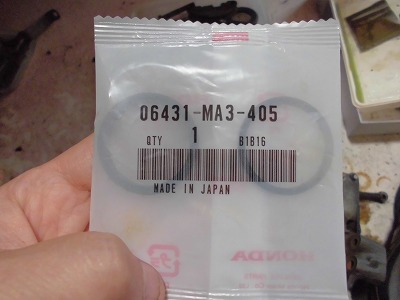 06431-MA3-405
QTY 1 B1B16
MADE IN JAPAN
HONDA